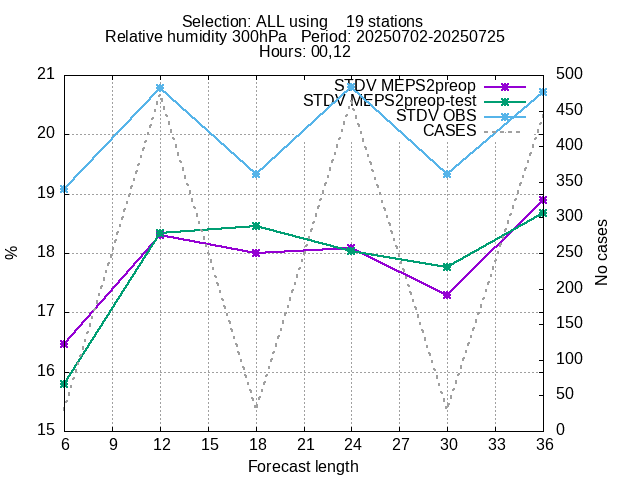 Selection: ALL using    19 stations
Relative humidity 300hPa   Period: 20250702-20250725
Hours: 00,12
STDV MEPS2preop
STDV MEPS2preop-test
STDV OBS
CASES
21
20
19
18
17
16
15
%
500
450
400
350
300
250
200
150
100
50
0
No cases
6 9 12 15 18 21 24 27 30 33 36
Forecast length